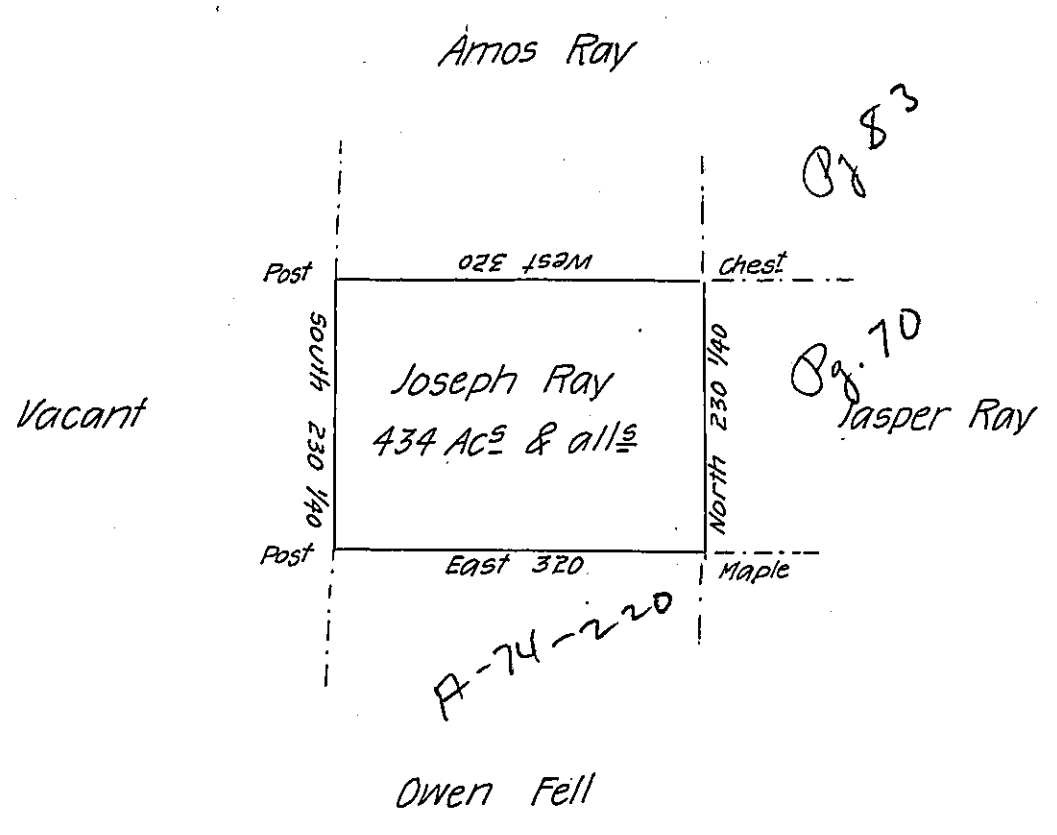 Amos Ray
Pg 83
Post
West 320
Chest
South 230 1/40
Joseph Ray
434 Acs & alls
North 230 1/40
Pg. 70
Vacant
Jasper Ray
Post
East 320
Maple
A-74-220
Owen Fell